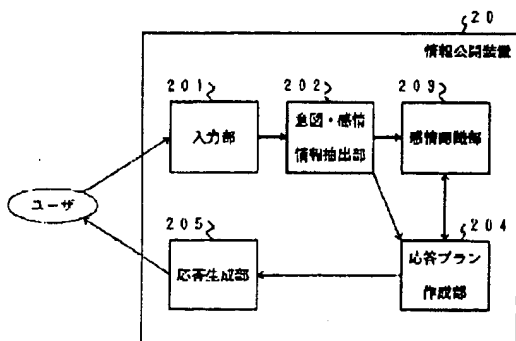 20
情報公開装置
201
202
203
入力部
意図・感情
情報抽出部
感情認識部
ユーザ
205
204
応答生成部
応答プラン
作成部